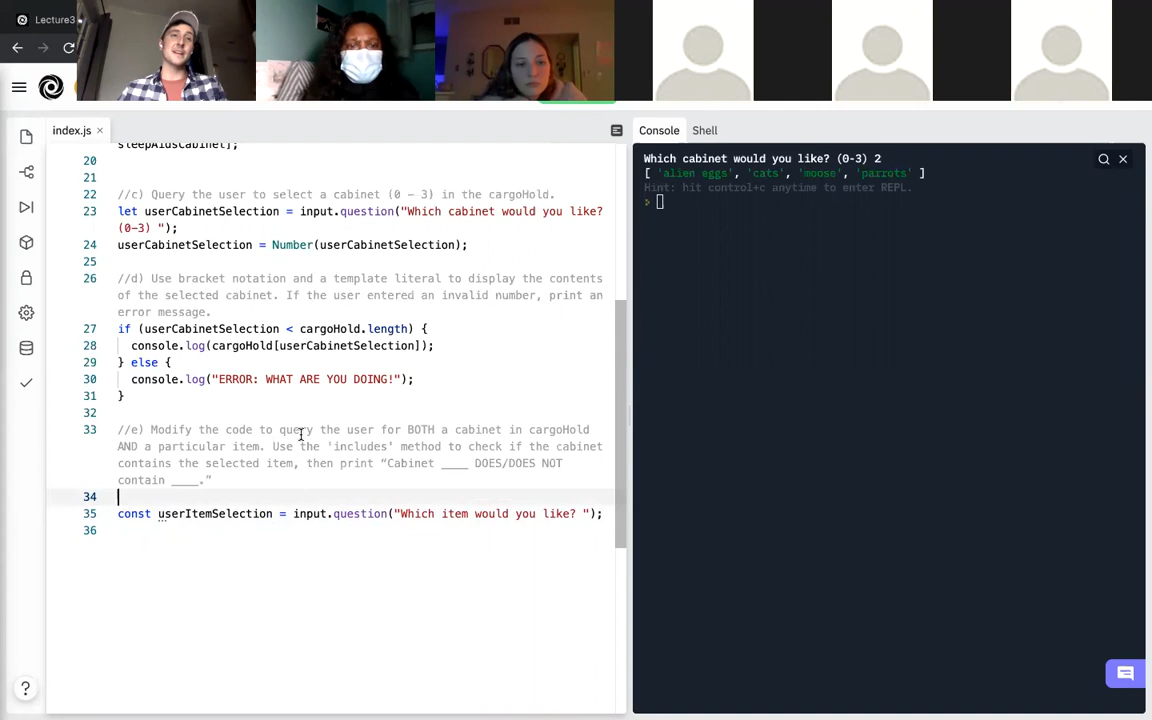 Lecture3
index.js
Console
Shell
sleepAidsCabinet];
20
21
22 //c) Query the user to select a cabinet (0 - 3) in the cargoHold.
23 let userCabinetSelection = input.question("Which cabinet would you like?
(0-3) ");
24 userCabinetSelection = Number(userCabinetSelection);
25
26 //d) Use bracket notation and a template literal to display the contents
of the selected cabinet. If the user entered an invalid number, print an
error message.
27 if (userCabinetSelection < cargoHold.length) {
28 console.log(cargoHold[userCabinetSelection]);
29 } else {
30 console.log("ERROR: WHAT ARE YOU DOING!");
31 }
32
33 //e) Modify the code to query the user for BOTH a cabinet in cargoHold
AND a particular item. Use the 'includes' method to check if the cabinet
contains the selected item, then print “Cabinet ____ DOES/DOES NOT
contain ____.”
34
35 const userItemSelection = input.question("Which item would you like? ");
36
Which cabinet would you like? (0-3) 2
[ 'alien eggs', 'cats', 'moose', 'parrots' ]
Hint: hit control+c anytime to enter REPL.
>
?